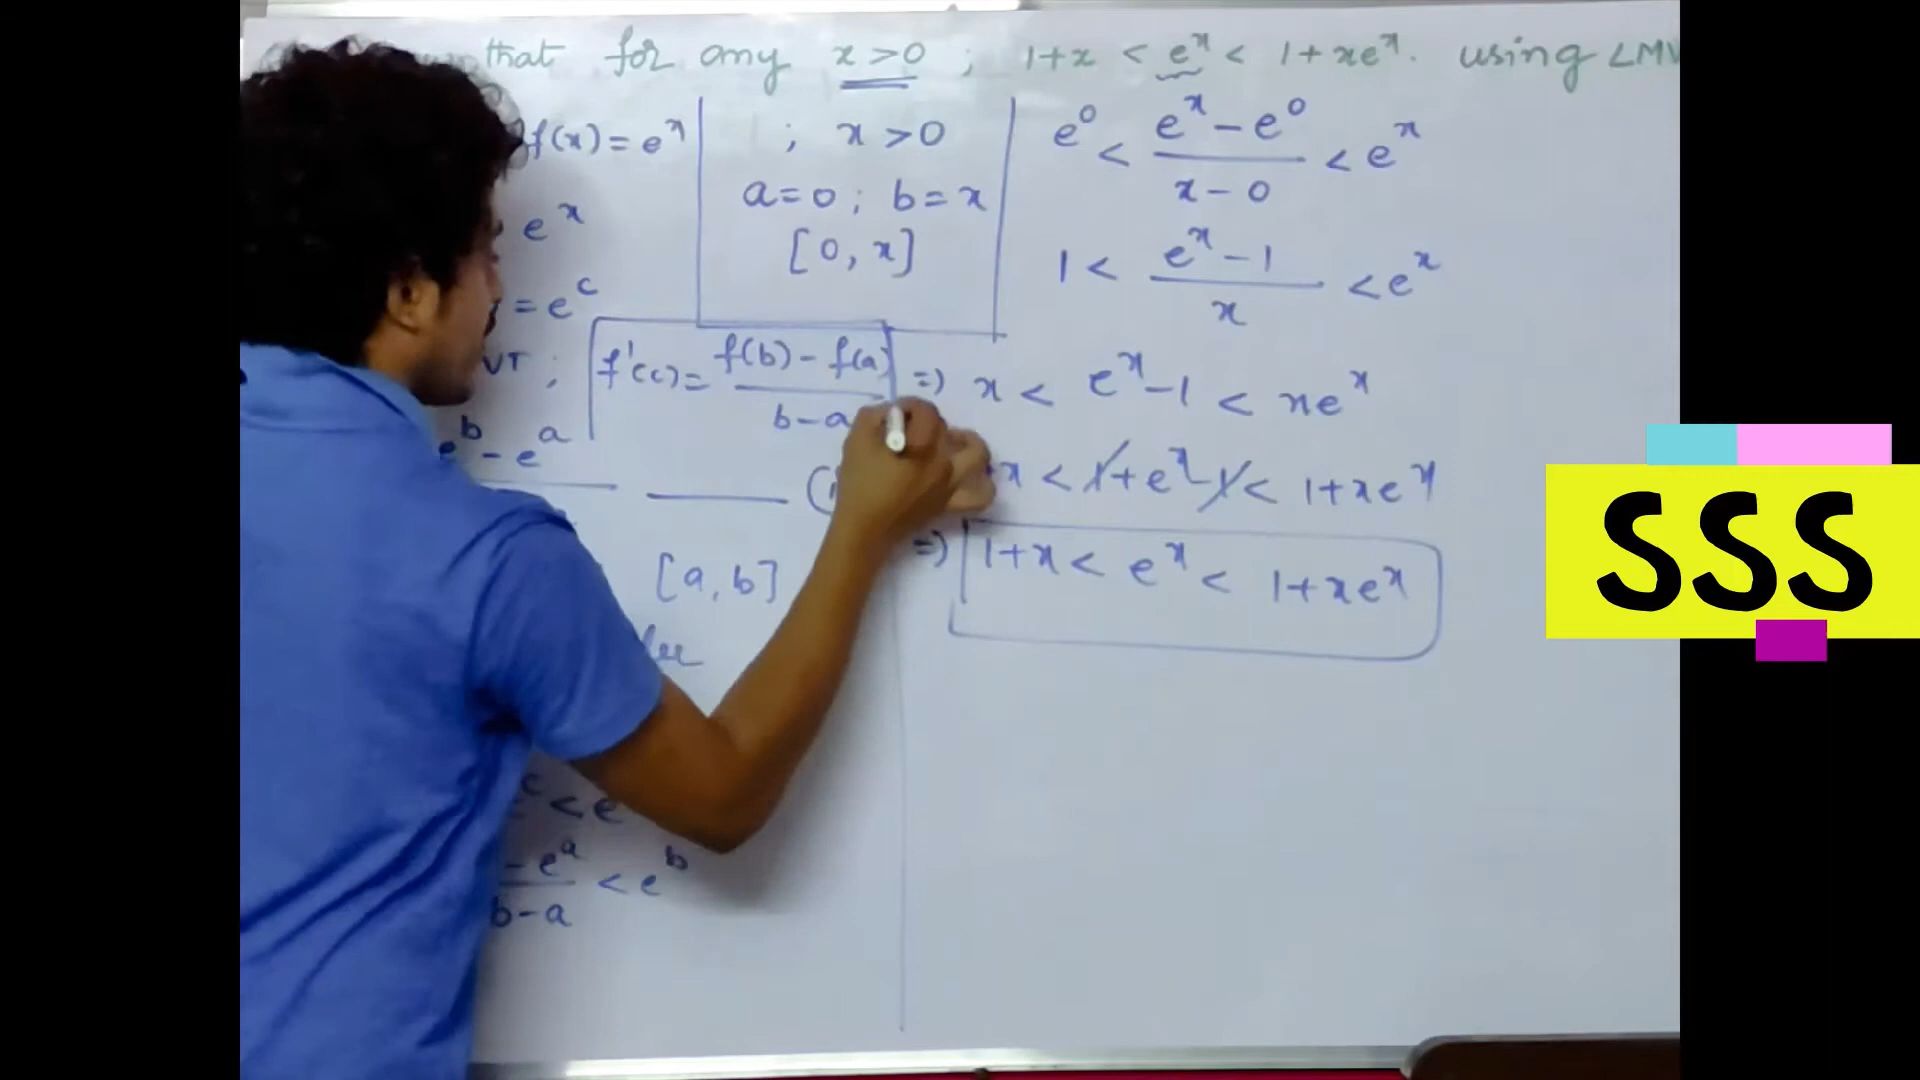 that for any x>0 ; 1+x < e^x < 1+xe^x. using LMV
f(x) = e^x
; x>0
a=0 ; b=x
[0, x]
e^x
= e^c
VT ; f'(c) = f(b) - f(a) / b-a
e^b - e^a
[a, b]
c < e
- e^a / b-a < e^b
e^0 < e^x - e^0 / x - 0 < e^x
1 < e^x - 1 / x < e^x
=) x < e^x - 1 < xe^x
+x < 1 + e^x - 1 < 1+xe^x
=) 1+x < e^x < 1+xe^x
SSS